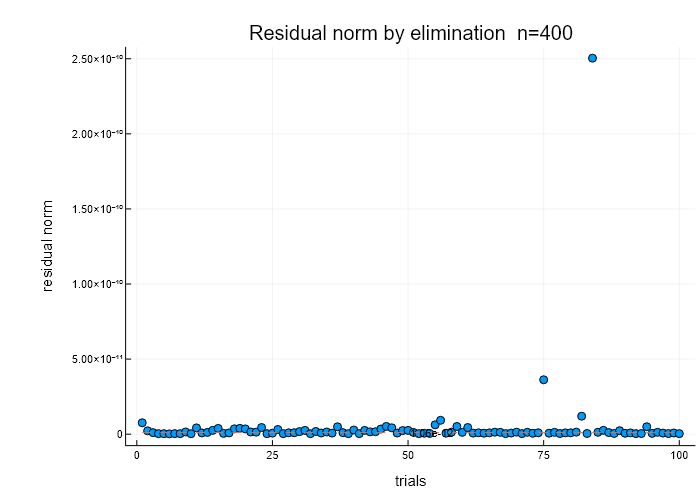 Residual norm by elimination n=400
residual norm
2.50×10⁻¹⁰
2.00×10⁻¹⁰
1.50×10⁻¹⁰
1.00×10⁻¹⁰
5.00×10⁻¹¹
0
0 25 50 75 100
trials